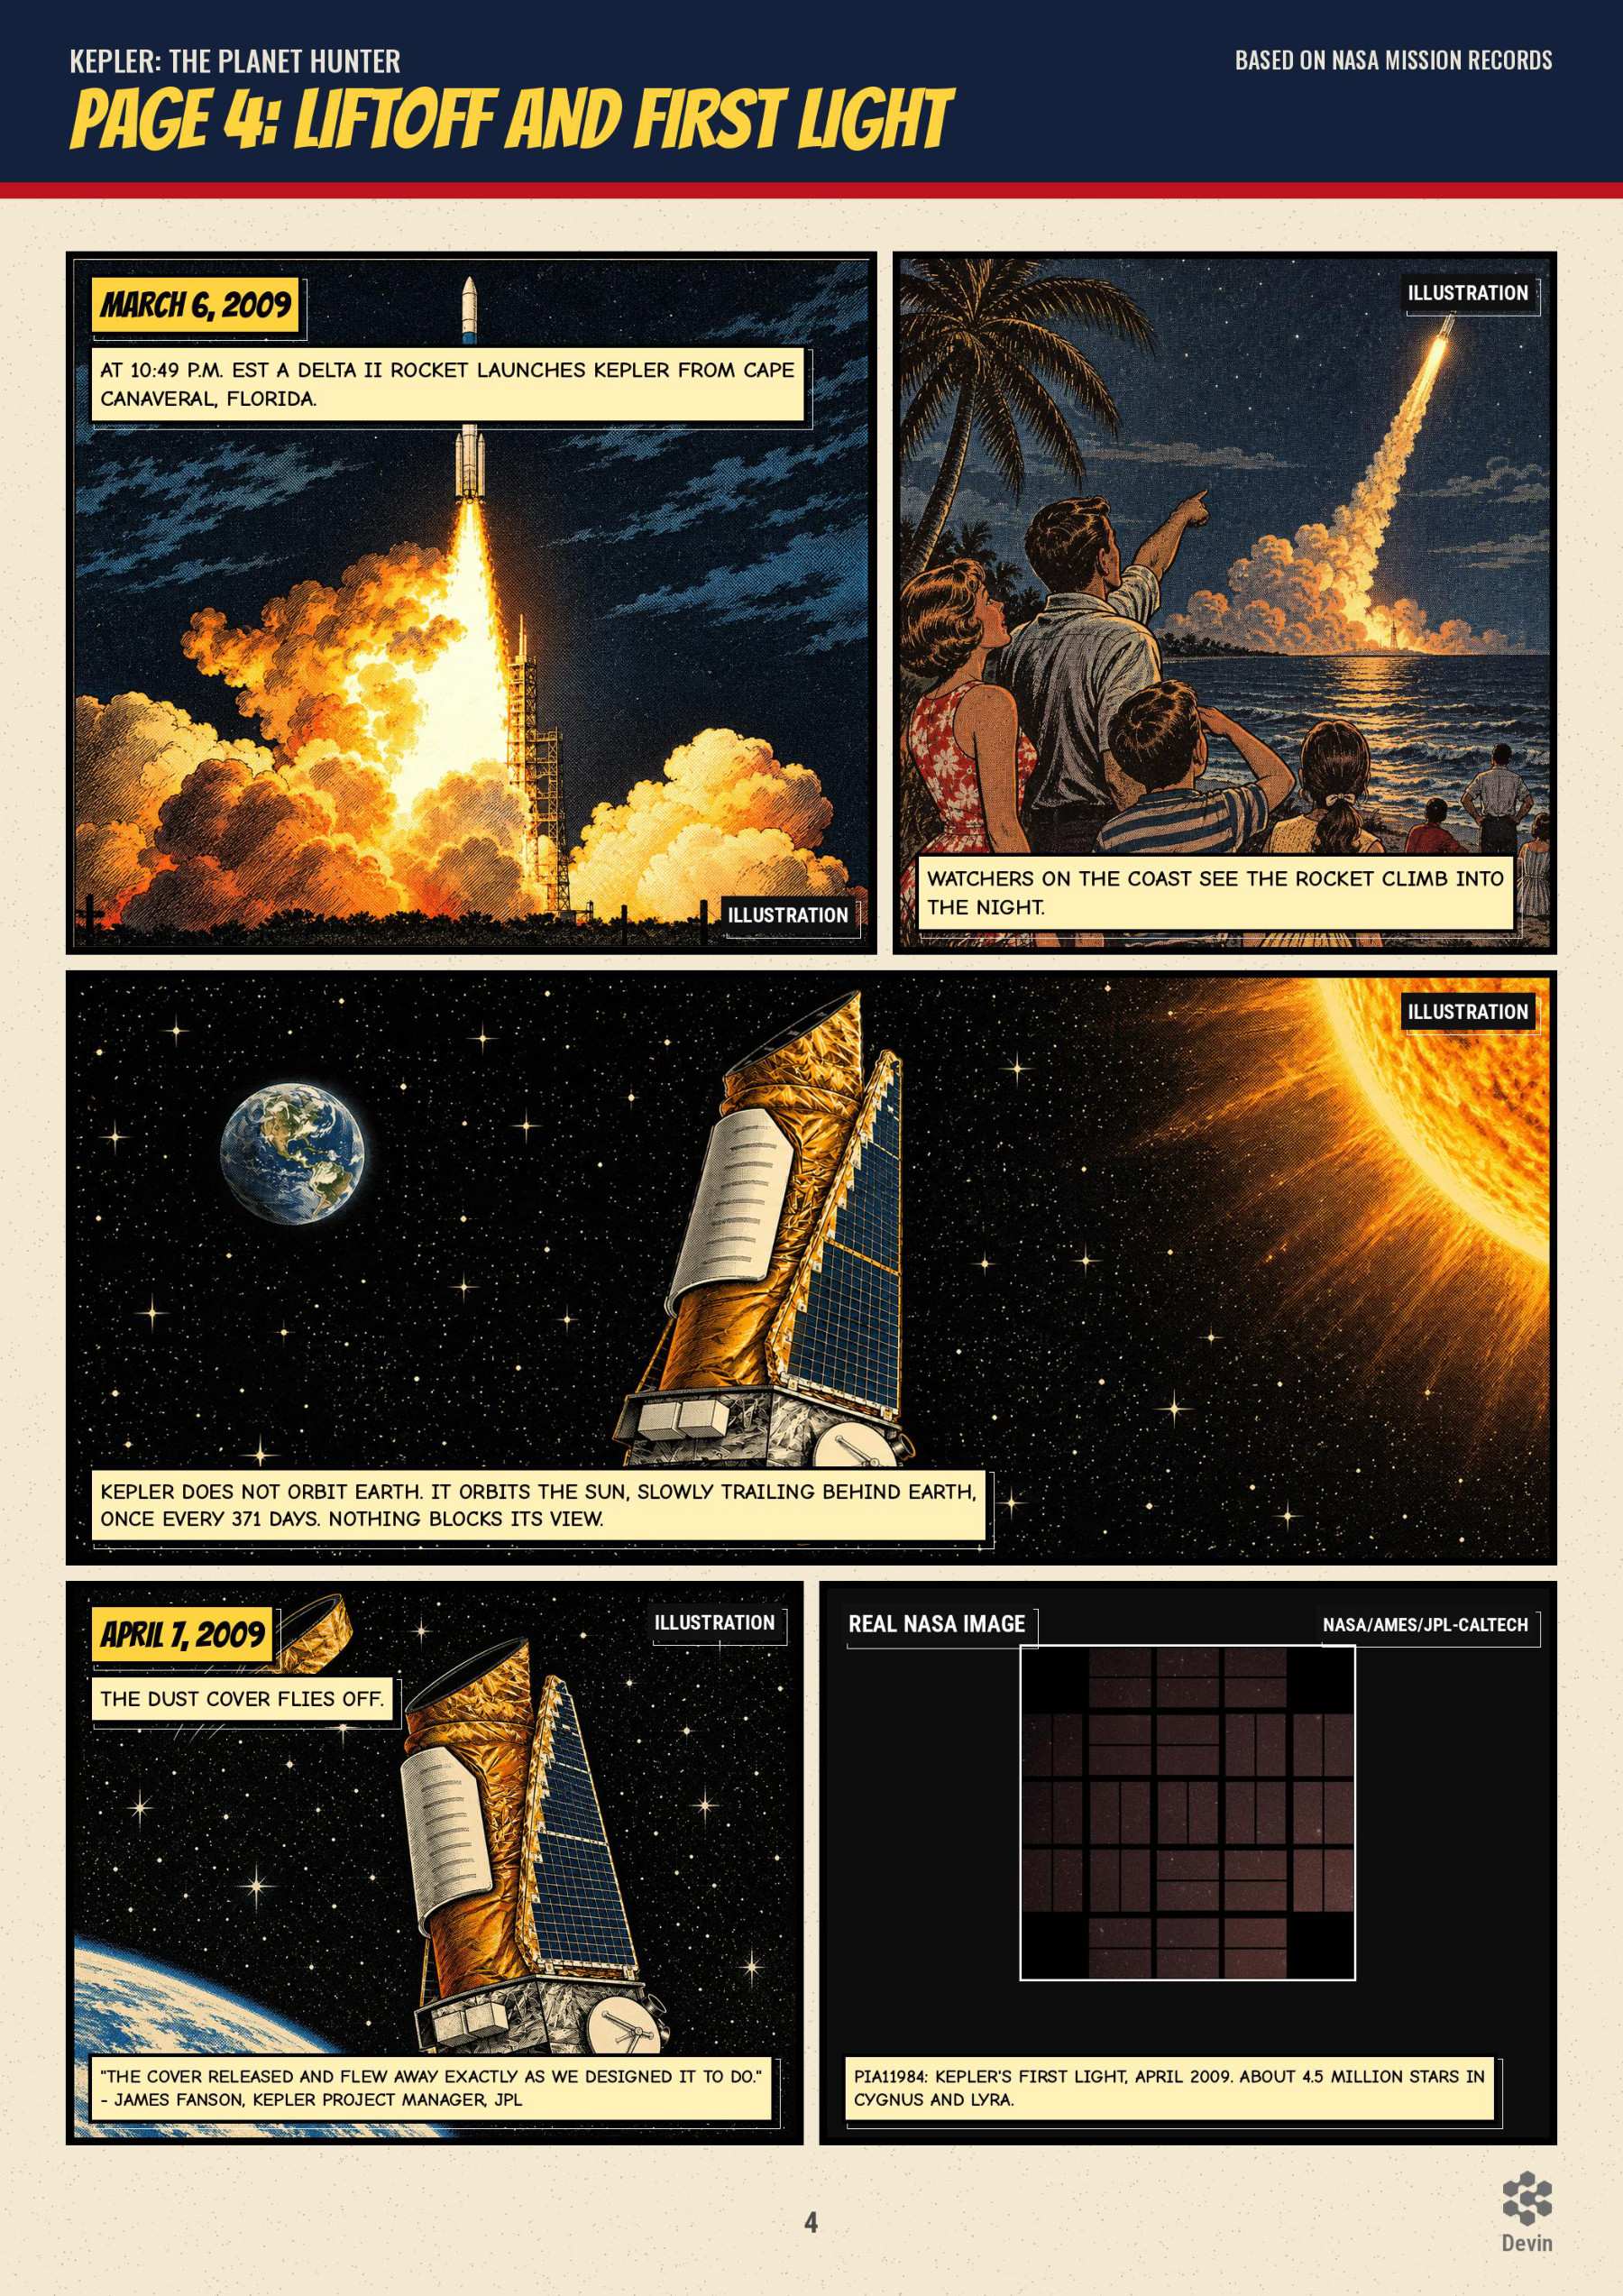 KEPLER: THE PLANET HUNTER
BASED ON NASA MISSION RECORDS
PAGE 4: LIFTOFF AND FIRST LIGHT
MARCH 6, 2009
AT 10:49 P.M. EST A DELTA II ROCKET LAUNCHES KEPLER FROM CAPE
CANAVERAL, FLORIDA.
ILLUSTRATION
ILLUSTRATION
WATCHERS ON THE COAST SEE THE ROCKET CLIMB INTO
THE NIGHT.
ILLUSTRATION
KEPLER DOES NOT ORBIT EARTH. IT ORBITS THE SUN, SLOWLY TRAILING BEHIND EARTH,
ONCE EVERY 371 DAYS. NOTHING BLOCKS ITS VIEW.
APRIL 7, 2009
ILLUSTRATION
THE DUST COVER FLIES OFF.
"THE COVER RELEASED AND FLEW AWAY EXACTLY AS WE DESIGNED IT TO DO."
- JAMES FANSON, KEPLER PROJECT MANAGER, JPL
REAL NASA IMAGE
NASA/AMES/JPL-CALTECH
PIA11984: KEPLER'S FIRST LIGHT, APRIL 2009. ABOUT 4.5 MILLION STARS IN
CYGNUS AND LYRA.
4
Devin